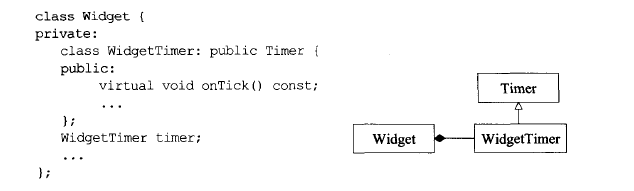 class Widget {
private:
class WidgetTimer: public Timer {
public:
virtual void onTick() const;
...
};
WidgetTimer timer;
...
};
Timer
Widget
WidgetTimer